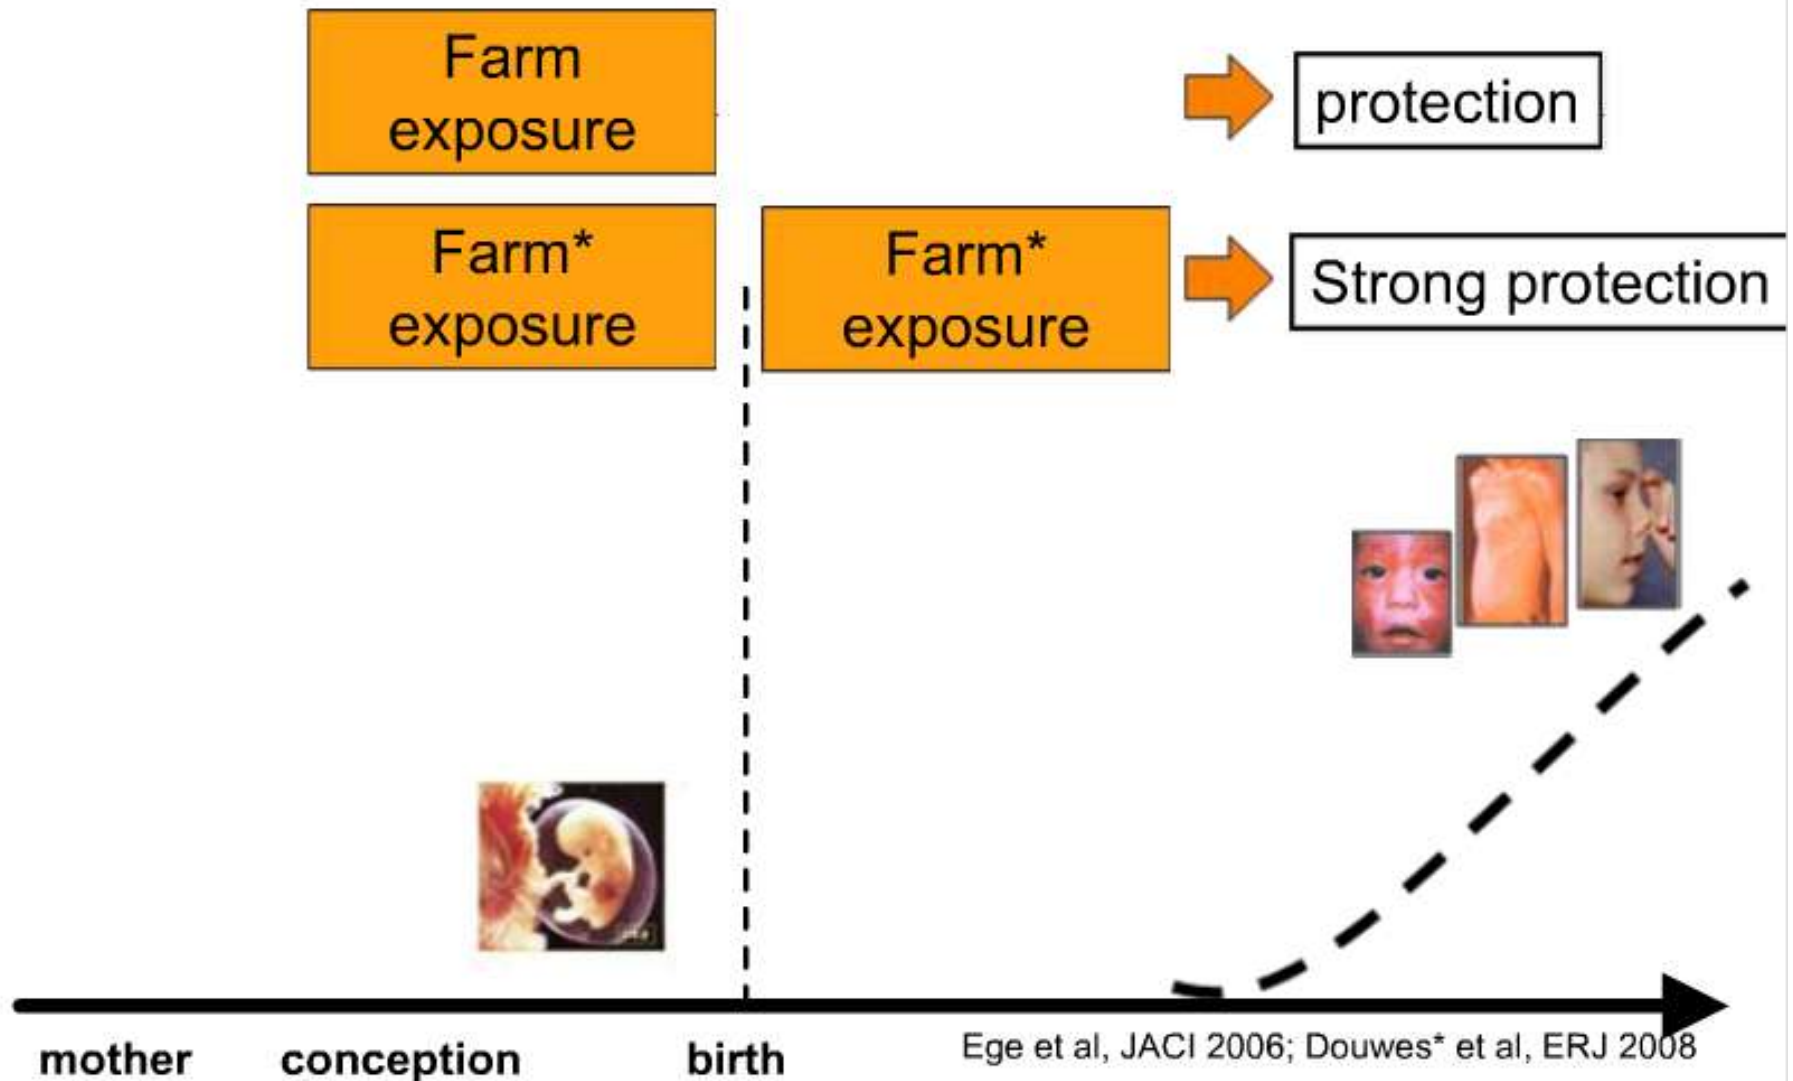 Farm
exposure
protection
Farm*
exposure
Farm*
exposure
Strong protection
mother
conception
birth
Ege et al, JACI 2006; Douwes* et al, ERJ 2008